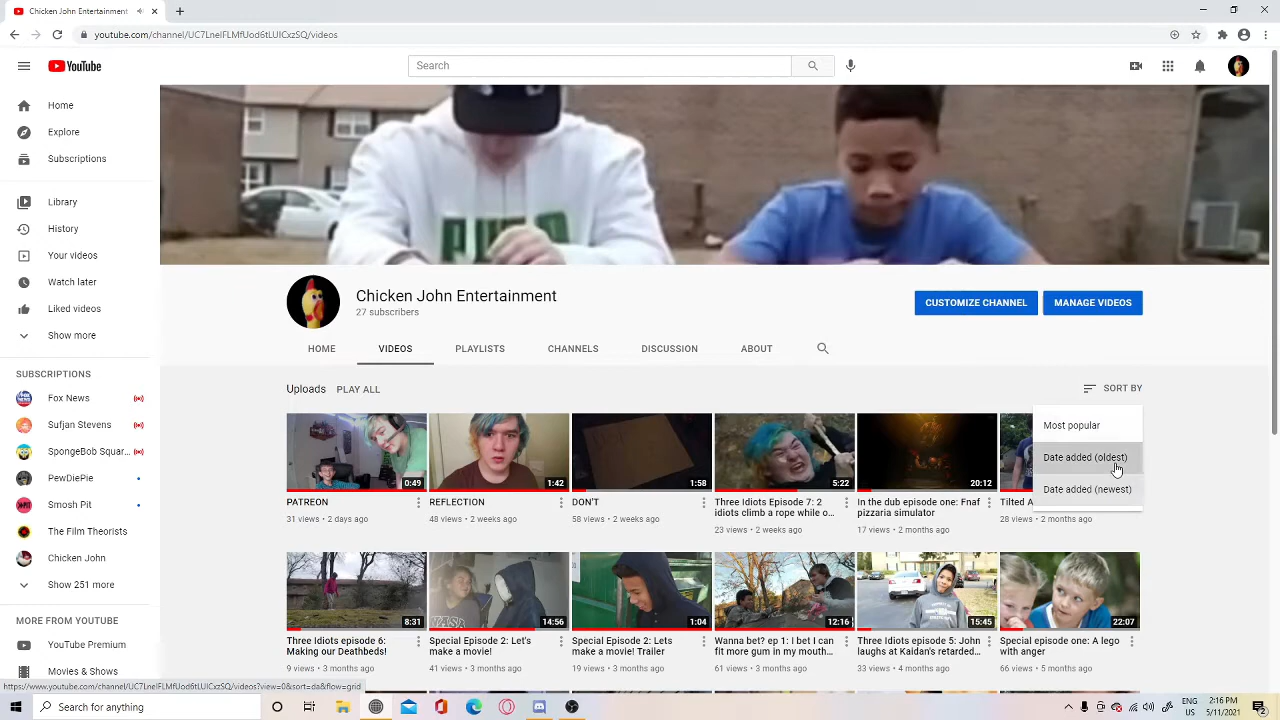 Chicken John Entertainment
youtube.com/channel/UC7LnelFLMfUod6tLUlCxzSQ/videos
YouTube
Search
Home
Explore
Subscriptions
Library
History
Your videos
Watch later
Liked videos
Show more
SUBSCRIPTIONS
Fox News
Sufjan Stevens
SpongeBob Squar...
PewDiePie
Smosh Pit
The Film Theorists
Chicken John
Show 251 more
MORE FROM YOUTUBE
YouTube Premium
Movies & Shows
Chicken John Entertainment
27 subscribers
CUSTOMIZE CHANNEL MANAGE VIDEOS
HOME VIDEOS PLAYLISTS CHANNELS DISCUSSION ABOUT
Uploads PLAY ALL SORT BY
Most popular
Date added (oldest)
Date added (newest)
0:49
PATREON
31 views • 2 days ago
1:42
REFLECTION
48 views • 2 weeks ago
1:58
DON'T
58 views • 2 weeks ago
5:22
Three Idiots Episode 7: 2
idiots climb a rope while o...
23 views • 2 weeks ago
20:12
In the dub episode one: Fnaf
pizzaria simulator
17 views • 2 months ago
Tilted A
28 views • 2 months ago
8:31
Three Idiots episode 6:
Making our Deathbeds!
9 views • 3 months ago
14:56
Special Episode 2: Let's
make a movie!
41 views • 3 months ago
1:04
Special Episode 2: Lets
make a movie! Trailer
19 views • 3 months ago
12:16
Wanna bet? ep 1: I bet I can
fit more gum in my mouth...
61 views • 3 months ago
15:45
Three Idiots episode 5: John
laughs at Kaidan's retarded...
33 views • 4 months ago
22:07
Special episode one: A lego
with anger
66 views • 5 months ago
https://www.youtube.com/channel/UC7LnelFLMfUod6tLUlCxzSQ/videos?view=0&sort=da&flow=grid
Search for anything
2:16 PM
5/11/2021
2